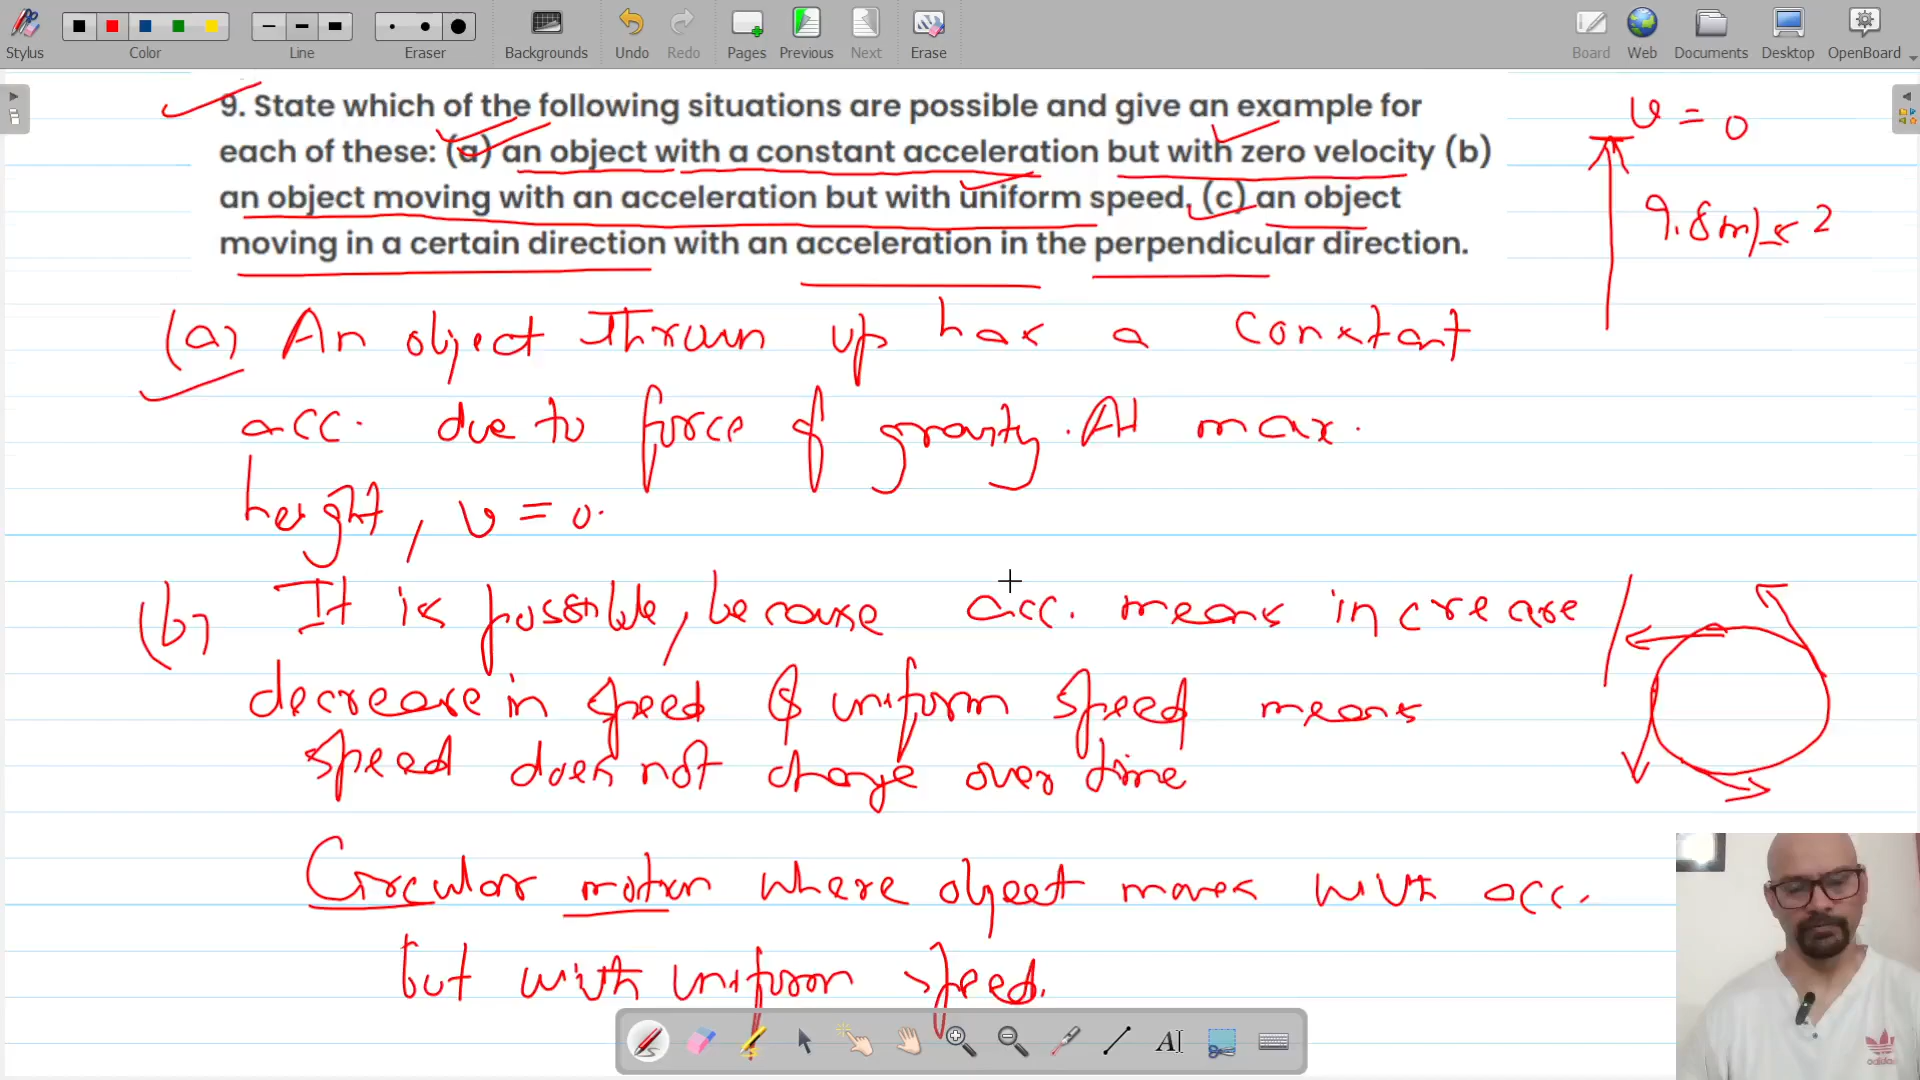 Stylus
Color
Line
Eraser
Backgrounds
Undo
Redo
Pages
Previous
Next
Erase
Board
Web
Documents
Desktop
OpenBoard
9. State which of the following situations are possible and give an example for
each of these: (a) an object with a constant acceleration but with zero velocity (b)
an object moving with an acceleration but with uniform speed. (c) an object
moving in a certain direction with an acceleration in the perpendicular direction.
v = 0
9.8m/s2
(a) An object thrown up has a constant
acc. due to force of gravity. At max.
height, v = 0.
(b) It is possible, because acc. means increase
decrease in speed & uniform speed means
speed does not change over time
Circular motion where object moves with acc.
but with uniform speed.
AI
adidas